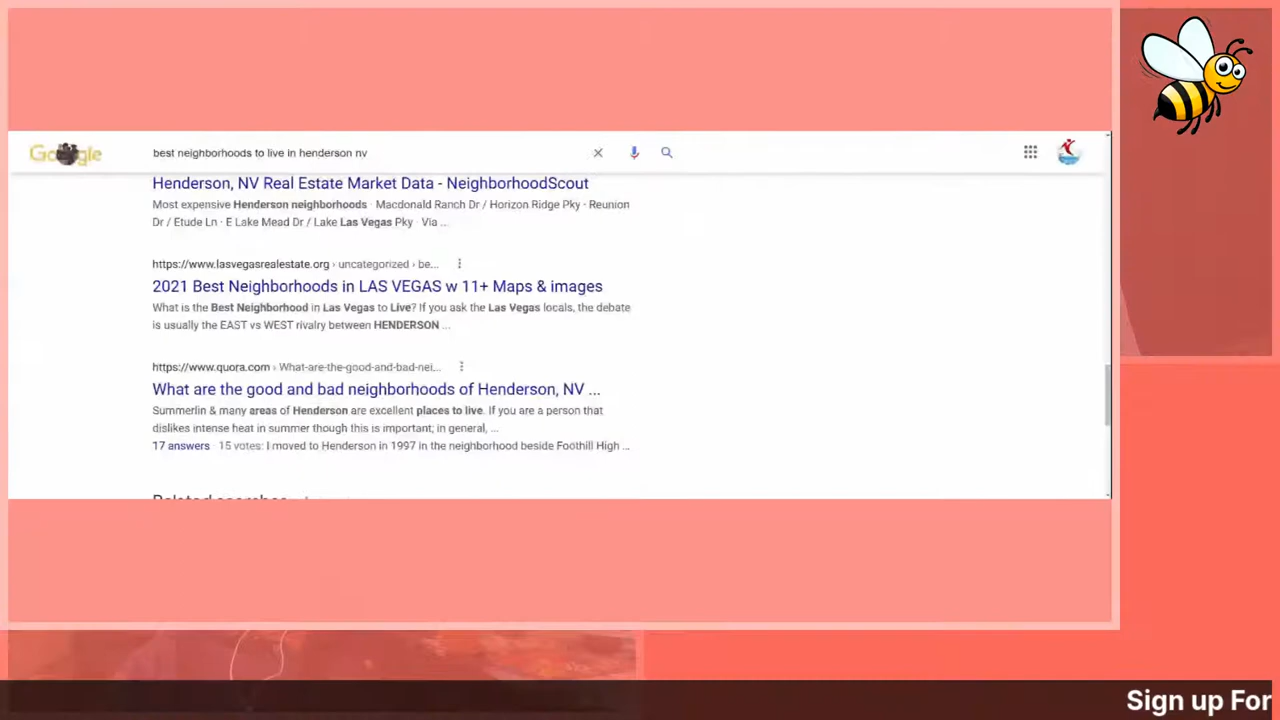 Google
best neighborhoods to live in henderson nv
Henderson, NV Real Estate Market Data - NeighborhoodScout
Most expensive Henderson neighborhoods · Macdonald Ranch Dr / Horizon Ridge Pky · Reunion
Dr / Etude Ln · E Lake Mead Dr / Lake Las Vegas Pky · Via ...
https://www.lasvegasrealestate.org › uncategorized › be...
2021 Best Neighborhoods in LAS VEGAS w 11+ Maps & images
What is the Best Neighborhood in Las Vegas to Live? If you ask the Las Vegas locals, the debate
is usually the EAST vs WEST rivalry between HENDERSON ...
https://www.quora.com › What-are-the-good-and-bad-nei...
What are the good and bad neighborhoods of Henderson, NV ...
Summerlin & many areas of Henderson are excellent places to live. If you are a person that
dislikes intense heat in summer though this is important; in general, ...
17 answers · 15 votes: I moved to Henderson in 1997 in the neighborhood beside Foothill High ...
Related searches
Sign up For